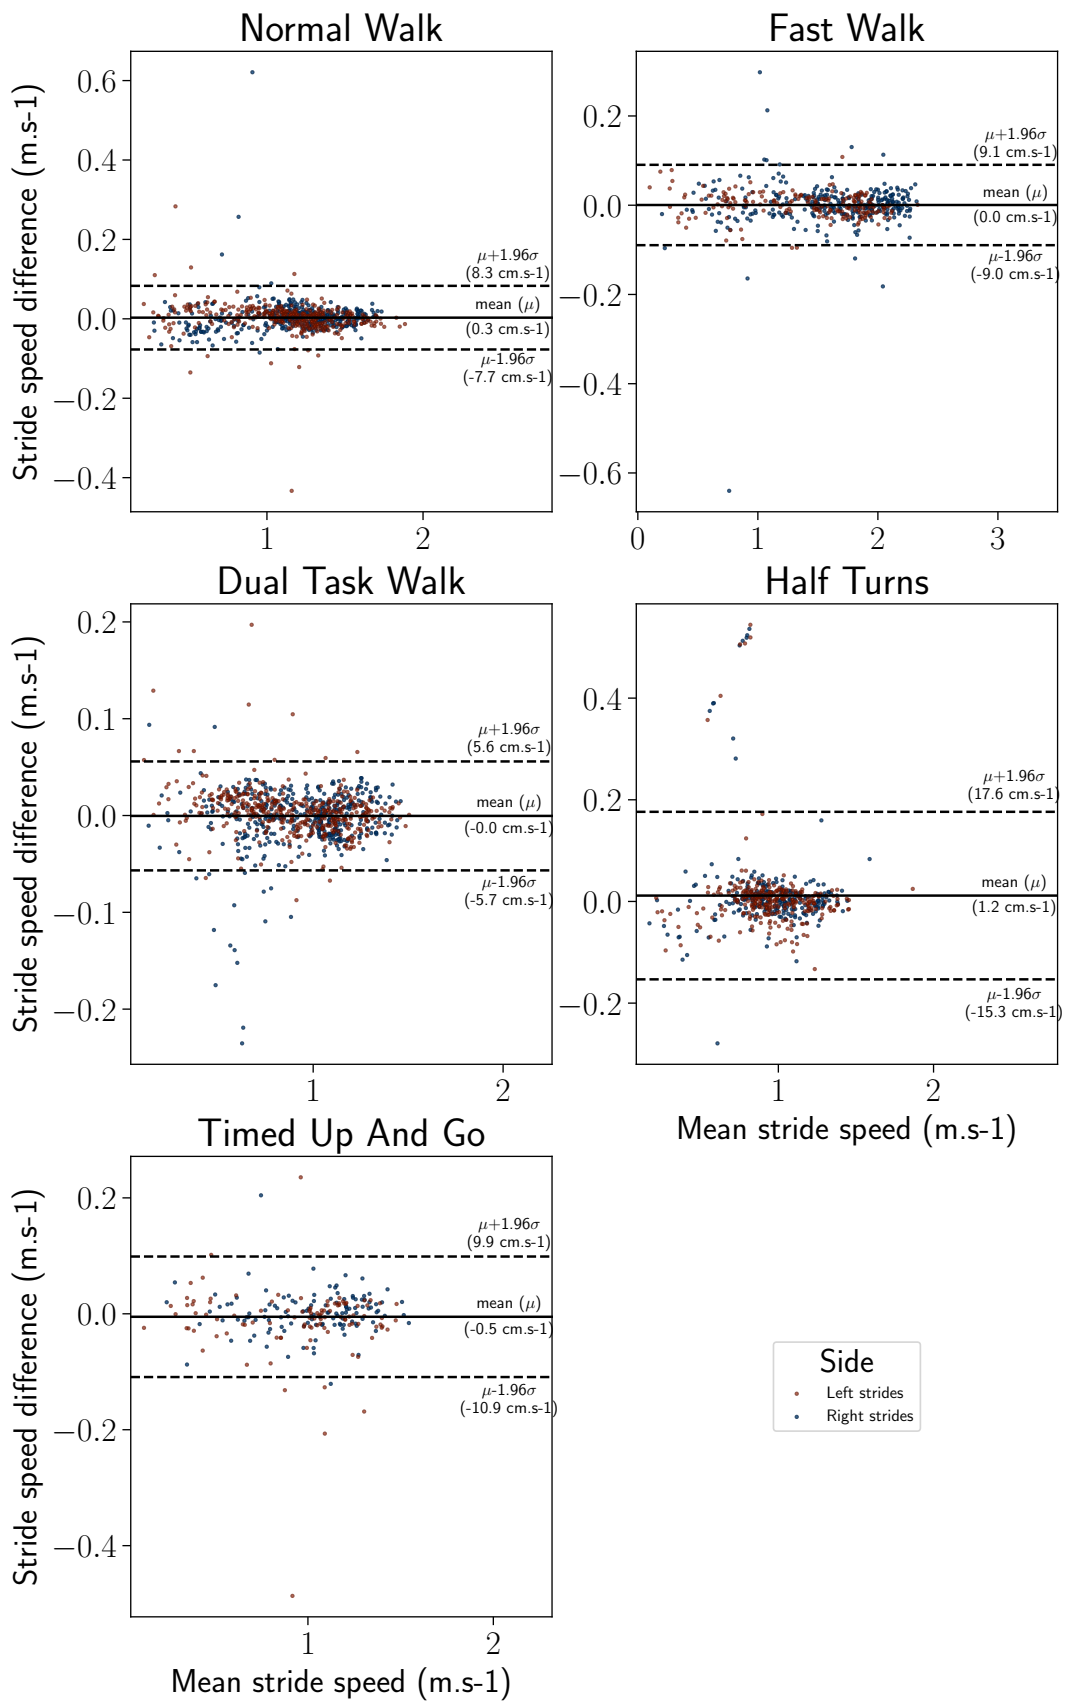 Normal Walk
Stride speed difference (m.s-1)
0.6
0.4
0.2
0.0
−0.2
−0.4
μ+1.96σ
(8.3 cm.s-1)
mean (μ)
(0.3 cm.s-1)
μ-1.96σ
(-7.7 cm.s-1)
1 2
Fast Walk
0.2
0.0
−0.2
−0.4
−0.6
μ+1.96σ
(9.1 cm.s-1)
mean (μ)
(0.0 cm.s-1)
μ-1.96σ
(-9.0 cm.s-1)
0 1 2 3
Dual Task Walk
Stride speed difference (m.s-1)
0.2
0.1
0.0
−0.1
−0.2
μ+1.96σ
(5.6 cm.s-1)
mean (μ)
(-0.0 cm.s-1)
μ-1.96σ
(-5.7 cm.s-1)
1 2
Half Turns
0.4
0.2
0.0
−0.2
μ+1.96σ
(17.6 cm.s-1)
mean (μ)
(1.2 cm.s-1)
μ-1.96σ
(-15.3 cm.s-1)
1 2
Mean stride speed (m.s-1)
Timed Up And Go
Stride speed difference (m.s-1)
0.2
0.0
−0.2
−0.4
μ+1.96σ
(9.9 cm.s-1)
mean (μ)
(-0.5 cm.s-1)
μ-1.96σ
(-10.9 cm.s-1)
1 2
Mean stride speed (m.s-1)
Side
Left strides
Right strides